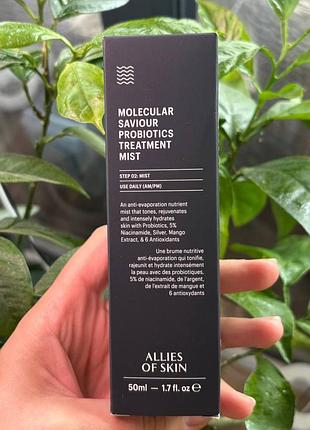 MOLECULAR
SAVIOUR
PROBIOTICS
TREATMENT
MIST
STEP 02: MIST
USE DAILY (AM/PM)
An anti-evaporation nutrient
mist that tones, rejuvenates
and intensely hydrates
skin with Probiotics, 5%
Niacinamide, Silver, Mango
Extract, & 6 Antioxidants
Une brume nutritive
anti-évaporation qui tonifie,
rajeunit et hydrate intensément
la peau avec des probiotiques,
5% de niacinamide, de l'argent,
de l'extrait de mangue et
6 antioxydants
ALLIES
OF SKIN
50ml — 1.7 fl. oz ℮